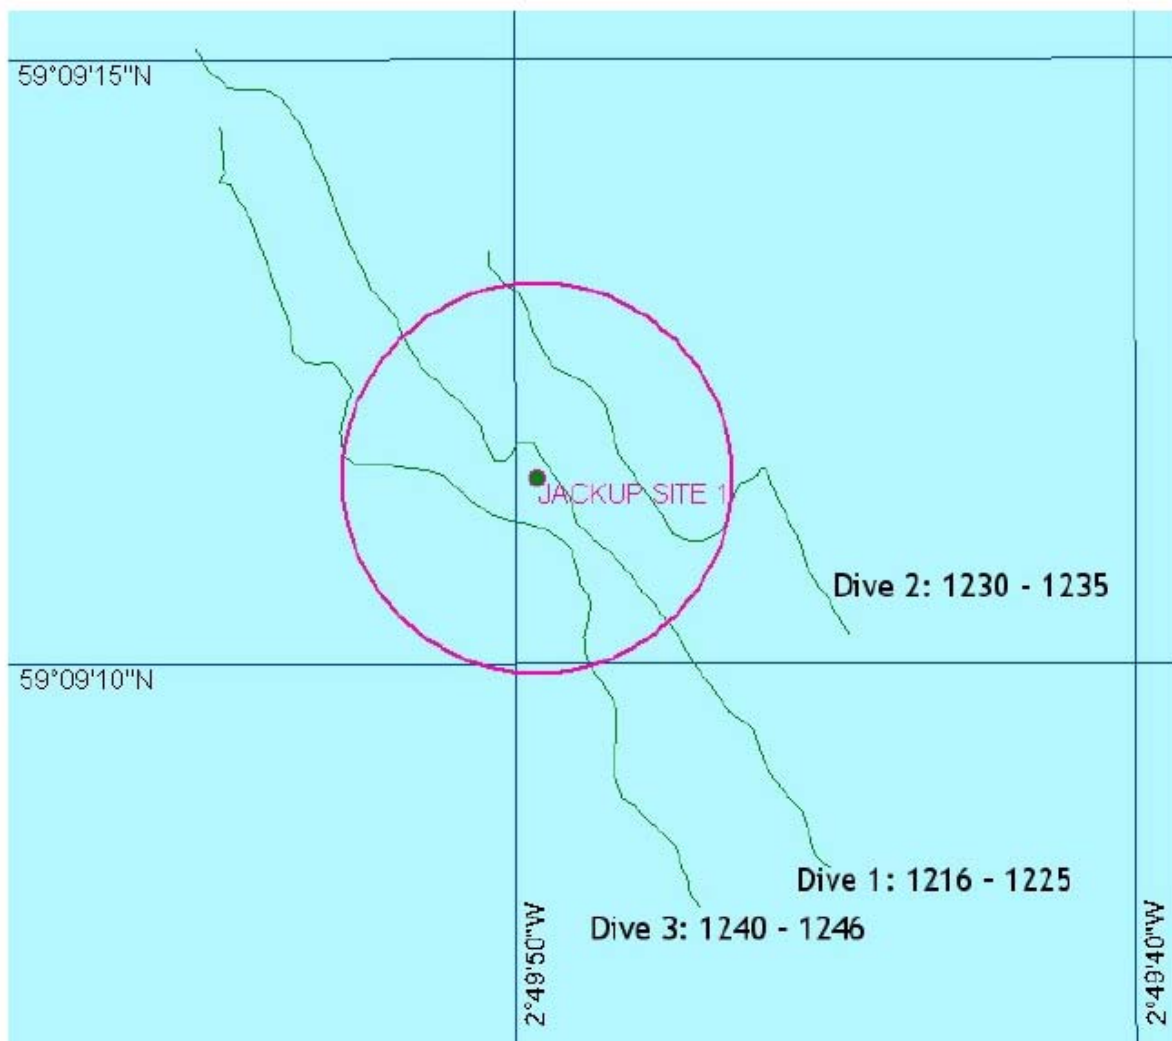 59°09'15"N
JACKUP SITE 1
Dive 2: 1230 - 1235
59°09'10"N
Dive 1: 1216 - 1225
Dive 3: 1240 - 1246
2°49'50"W
2°49'40"W